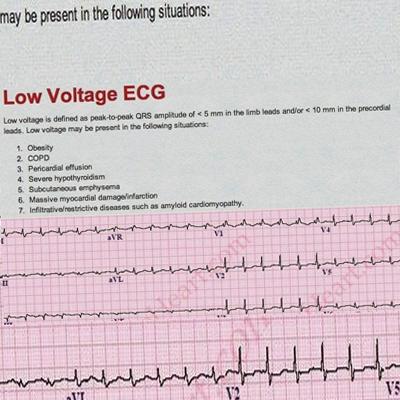 may be present in the following situations:
Low Voltage ECG
Low voltage is defined as peak-to-peak QRS amplitude of < 5 mm in the limb leads and/or < 10 mm in the precordial
leads. Low voltage may be present in the following situations:
1. Obesity
2. COPD
3. Pericardial effusion
4. Severe hypothyroidism
5. Subcutaneous emphysema
6. Massive myocardial damage/infarction
7. Infiltrative/restrictive diseases such as amyloid cardiomyopathy.
I aVR V1 V4
II aVL V2 V5
aVL V2 V5